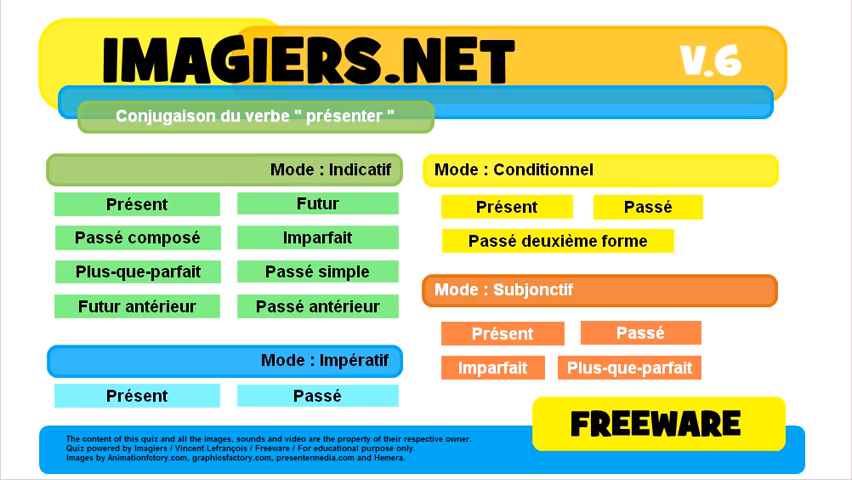 IMAGIERS.NET
V.6
Conjugaison du verbe " présenter "
Mode : Indicatif
Présent
Futur
Passé composé
Imparfait
Plus-que-parfait
Passé simple
Futur antérieur
Passé antérieur
Mode : Impératif
Présent
Passé
Mode : Conditionnel
Présent
Passé
Passé deuxième forme
Mode : Subjonctif
Présent
Passé
Imparfait
Plus-que-parfait
FREEWARE
The content of this quiz and all the images, sounds and video are the property of their respective owner.
Quiz powered by Imagiers / Vincent Lefrançois / Freeware / For educational purpose only.
Images by Animationfctory.com, graphicsfactory.com, presentermedia.com and Hemera.